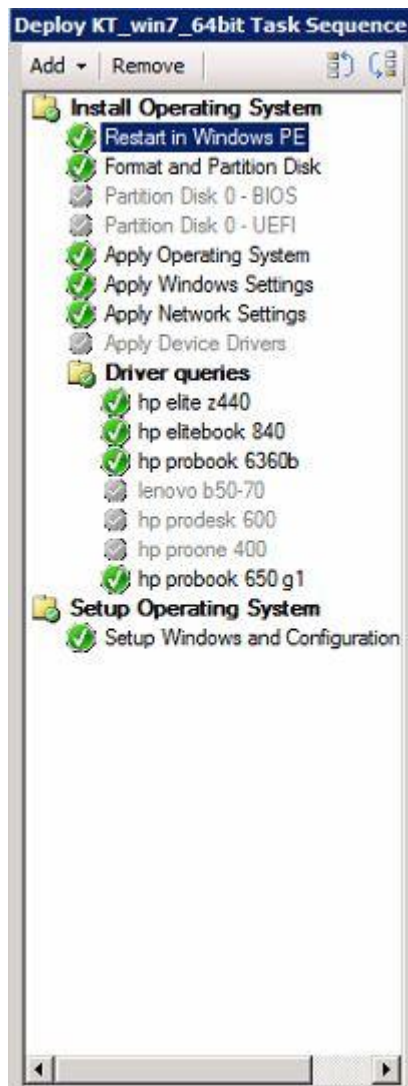 Deploy KT_win7_64bit Task Sequence
Add Remove
Install Operating System
Restart in Windows PE
Format and Partition Disk
Partition Disk 0 - BIOS
Partition Disk 0 - UEFI
Apply Operating System
Apply Windows Settings
Apply Network Settings
Apply Device Drivers
Driver queries
hp elite z440
hp elitebook 840
hp probook 6360b
lenovo b50-70
hp prodesk 600
hp proone 400
hp probook 650 g1
Setup Operating System
Setup Windows and Configuration